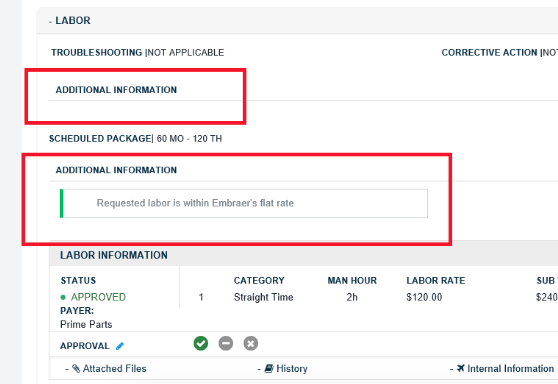 - LABOR
TROUBLESHOOTING |NOT APPLICABLE CORRECTIVE ACTION |NO
ADDITIONAL INFORMATION
SCHEDULED PACKAGE| 60 MO - 120 TH
ADDITIONAL INFORMATION
Requested labor is within Embraer's flat rate
LABOR INFORMATION
STATUS CATEGORY MAN HOUR LABOR RATE SUB
APPROVED 1 Straight Time 2h $120.00 $240
PAYER:
Prime Parts
APPROVAL
- Attached Files - History - Internal Information